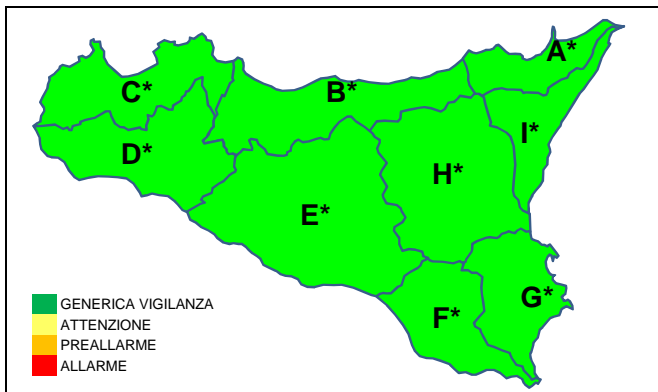 A*
B*
C*
I*
D*
H*
E*
G*
F*
GENERICA VIGILANZA
ATTENZIONE
PREALLARME
ALLARME